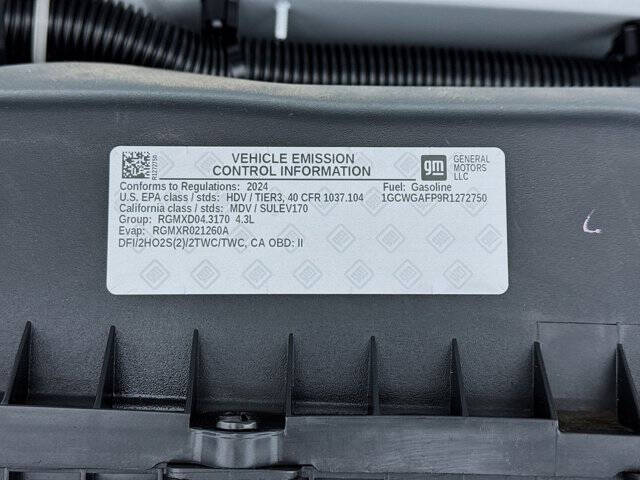 R1272750
VEHICLE EMISSION
CONTROL INFORMATION
gm
GENERAL
MOTORS
LLC
Conforms to Regulations: 2024
Fuel: Gasoline
U.S. EPA class / stds: HDV / TIER3, 40 CFR 1037.104
1GCWGAFP9R1272750
California class / stds: MDV / SULEV170
Group: RGMXD04.3170 4.3L
Evap: RGMXR021260A
DFI/2HO2S(2)/2TWC/TWC, CA OBD: II